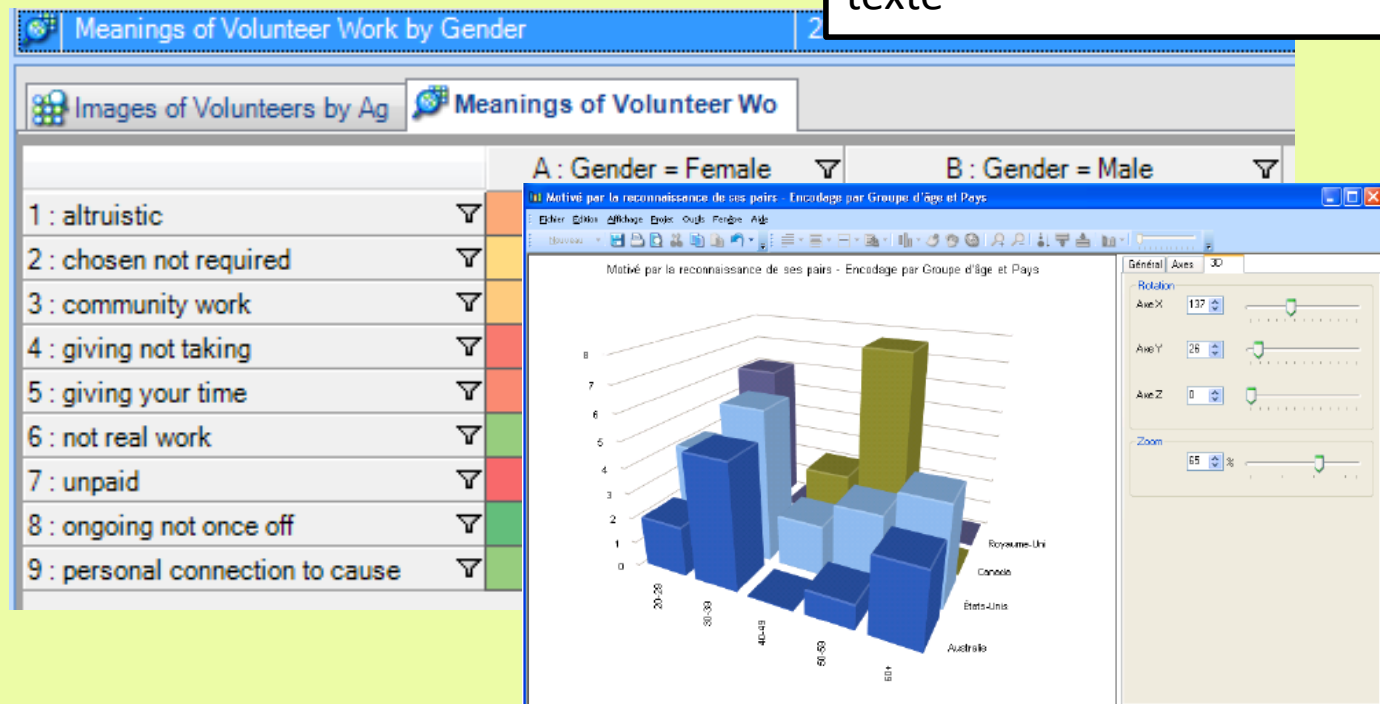 texte
Meanings of Volunteer Work by Gender 2
Images of Volunteers by Ag Meanings of Volunteer Wo
A : Gender = Female B : Gender = Male
1 : altruistic
2 : chosen not required
3 : community work
4 : giving not taking
5 : giving your time
6 : not real work
7 : unpaid
8 : ongoing not once off
9 : personal connection to cause
Motivé par la reconnaissance de ses pairs - Encodage par Groupe d'âge et Pays
Fichier Edition Affichage Projet Outils Fenêtre Aide
Nouveau
Motivé par la reconnaissance de ses pairs - Encodage par Groupe d'âge et Pays
Général Axes 3D
Rotation
Axe X 137
Axe Y 26
Axe Z 0
Zoom
65 %
8
7
6
5
4
3
2
1
0
20-29
30-39
40-49
50-59
60+
Royaume-Uni
Canada
États-Unis
Australie